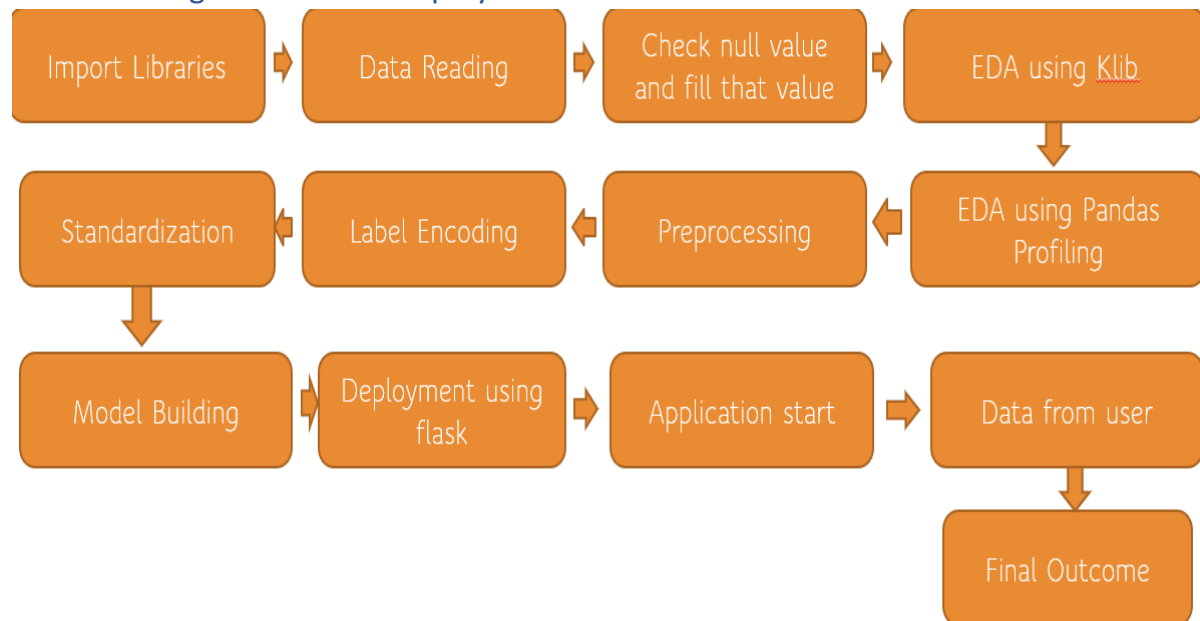 Import Libraries
Data Reading
Check null value
and fill that value
EDA using Klib
EDA using Pandas
Profiling
Preprocessing
Label Encoding
Standardization
Model Building
Deployment using
flask
Application start
Data from user
Final Outcome